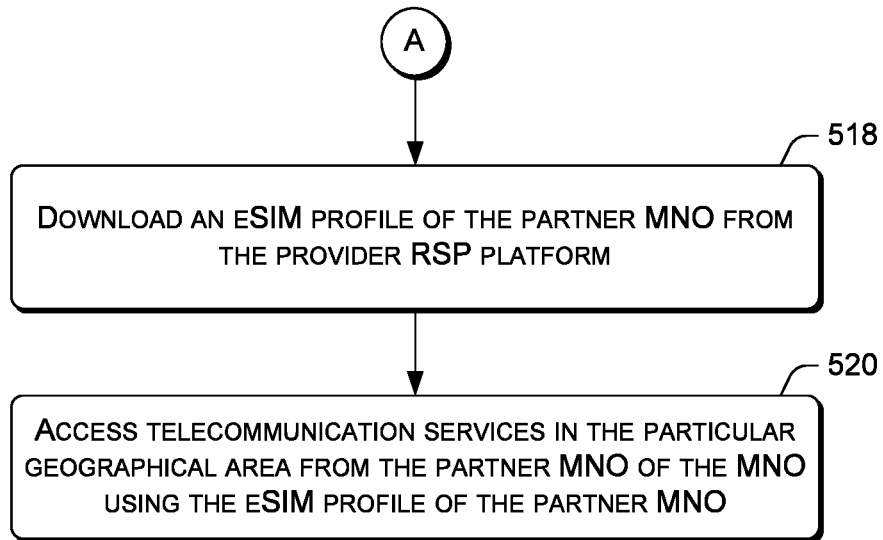 A
518
DOWNLOAD AN ESIM PROFILE OF THE PARTNER MNO FROM
THE PROVIDER RSP PLATFORM
520
ACCESS TELECOMMUNICATION SERVICES IN THE PARTICULAR
GEOGRAPHICAL AREA FROM THE PARTNER MNO OF THE MNO
USING THE ESIM PROFILE OF THE PARTNER MNO